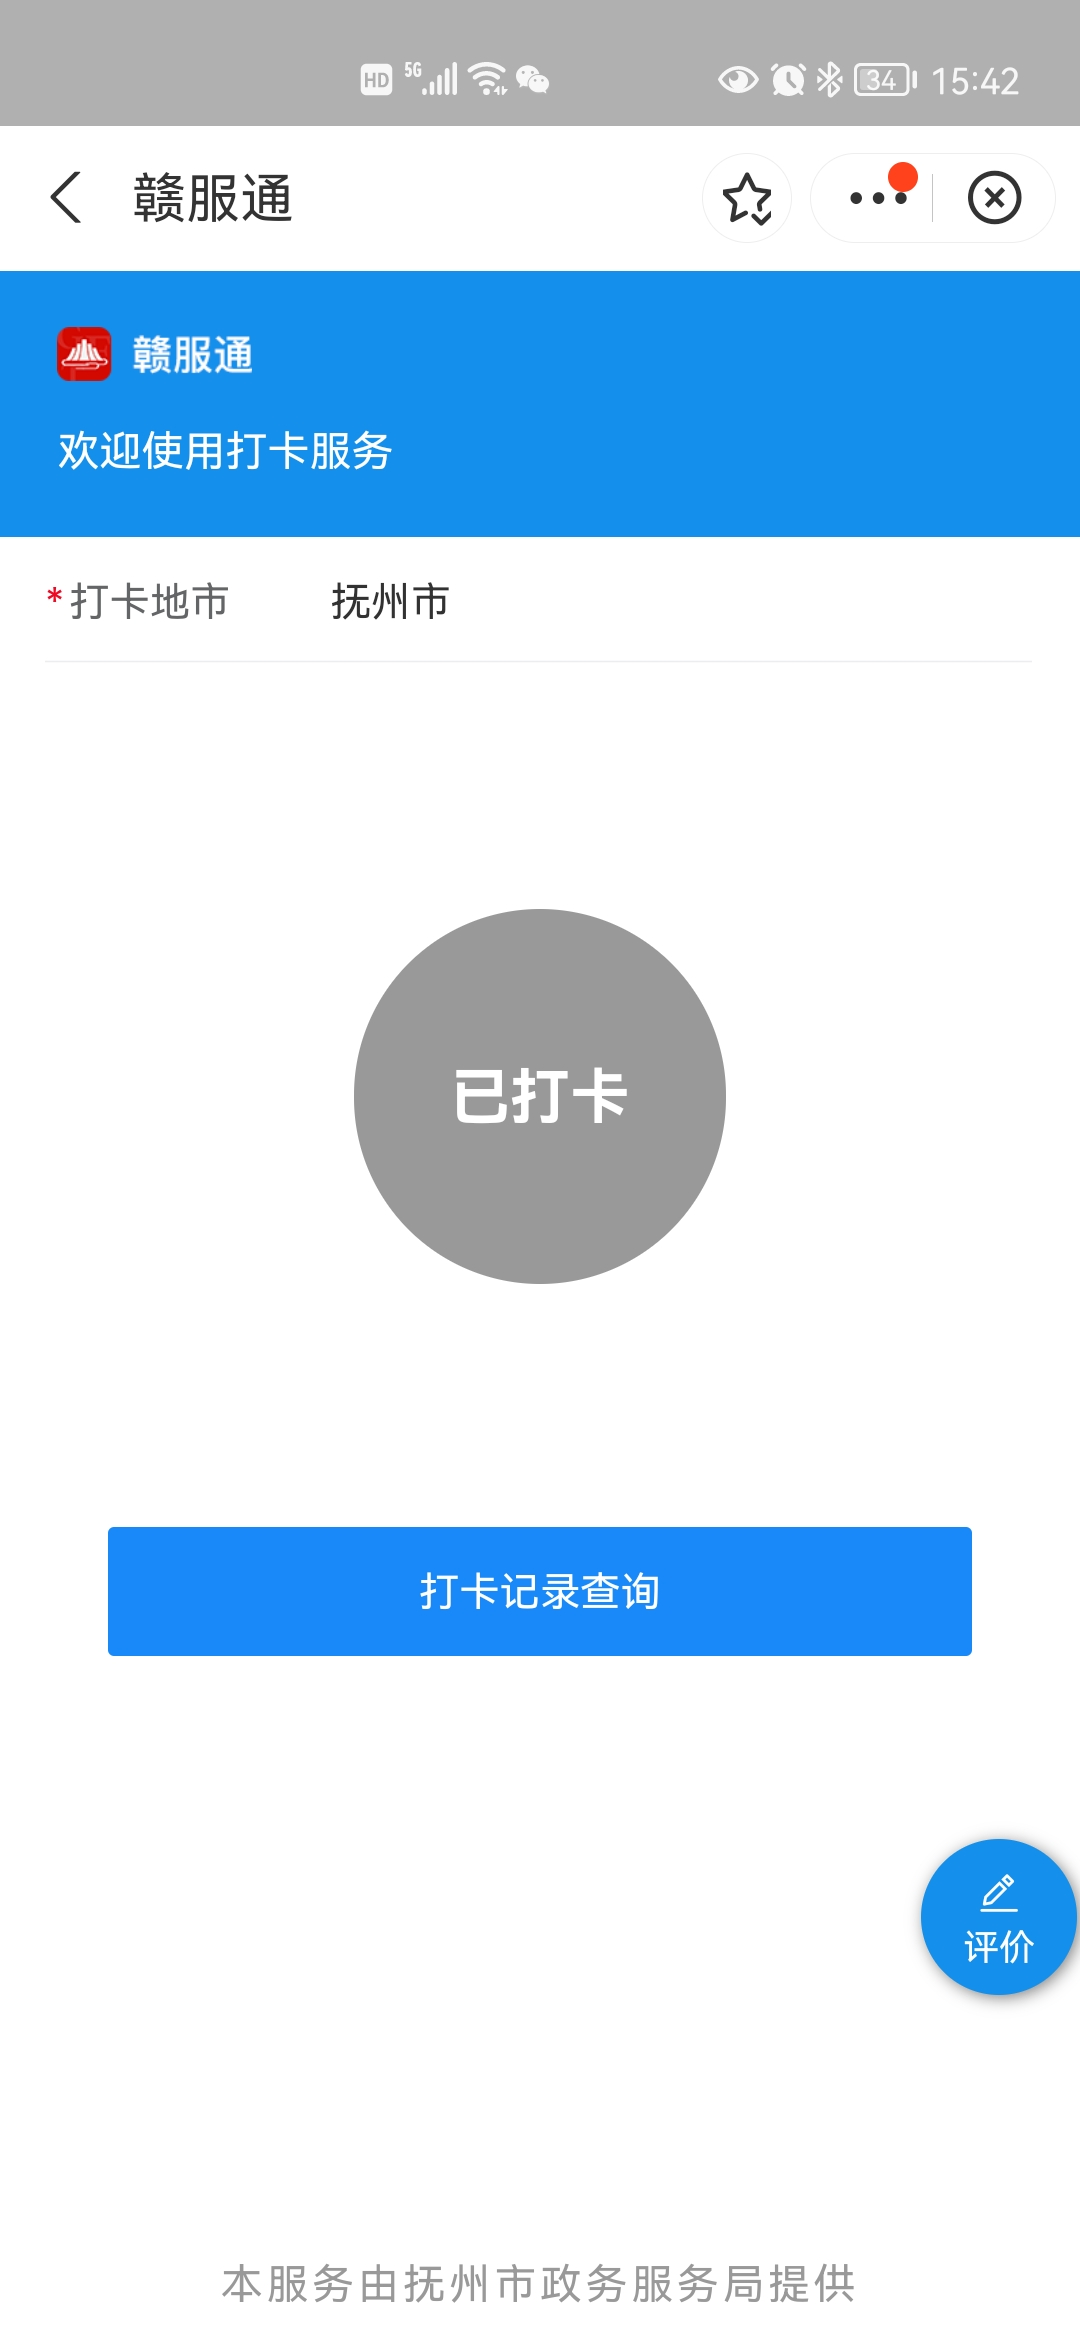 HD 5G 34 15:42
赣服通
赣服通
欢迎使用打卡服务
*打卡地市 抚州市
已打卡
打卡记录查询
评价
本服务由抚州市政务服务局提供